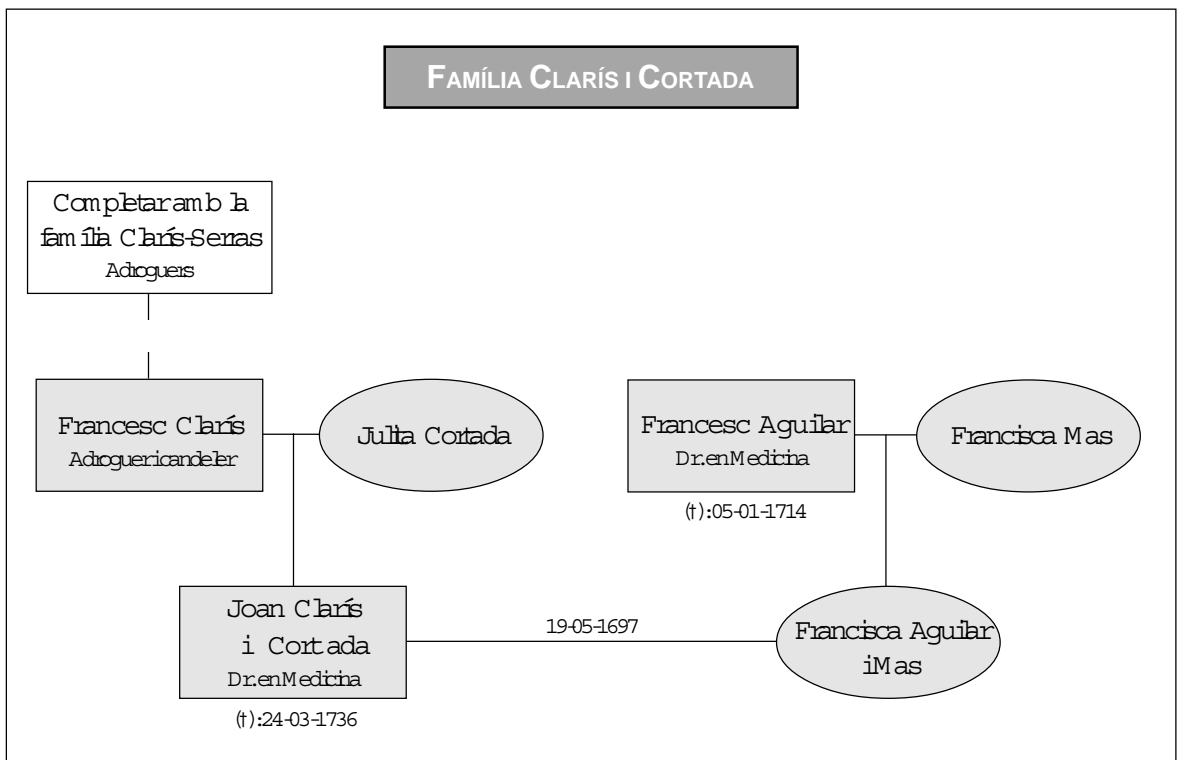 FAMÍLIA CLARÍS I CORTADA
Completar amb la
família Clarís-Serras
Adroguers
Francesc Clarís
Adroguer i candeler
Julia Cortada
Francesc Aguilar
Dr. en Medicina
(†): 05-01-1714
Francisca Mas
Joan Clarís
i Cortada
Dr. en Medicina
(†): 24-03-1736
19-05-1697
Francisca Aguilar
i Mas